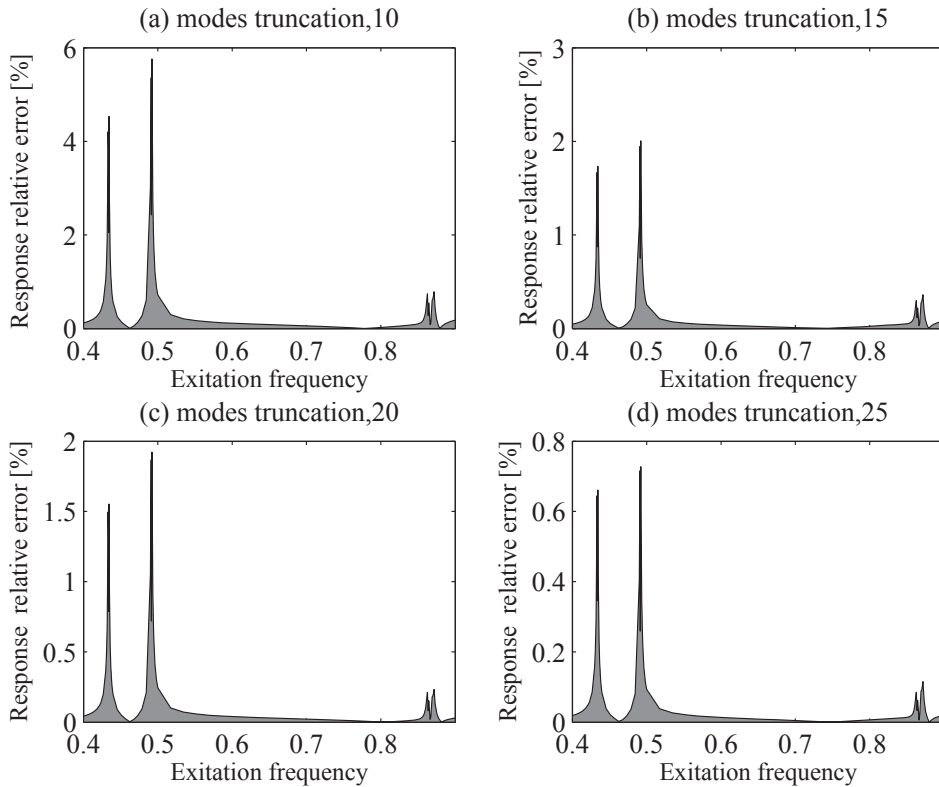 (a) modes truncation,10
Response relative error [%]
6
4
2
0
0.4 0.5 0.6 0.7 0.8
Exitation frequency
(b) modes truncation,15
Response relative error [%]
3
2
1
0
0.4 0.5 0.6 0.7 0.8
Exitation frequency
(c) modes truncation,20
Response relative error [%]
2
1.5
1
0.5
0
0.4 0.5 0.6 0.7 0.8
Exitation frequency
(d) modes truncation,25
Response relative error [%]
0.8
0.6
0.4
0.2
0
0.4 0.5 0.6 0.7 0.8
Exitation frequency